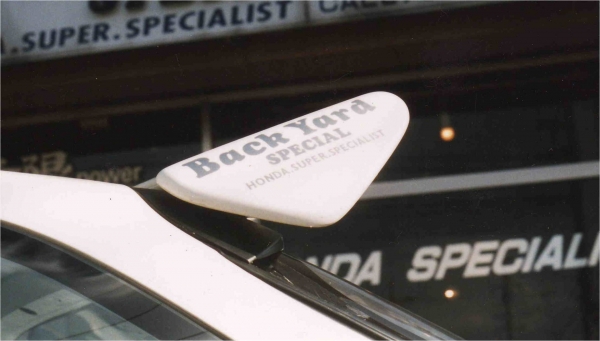 .SUPER.SPECIALIST
Back Yard
SPECIAL
HONDA.SUPER.SPECIALIST
power
NDA SPECIALI